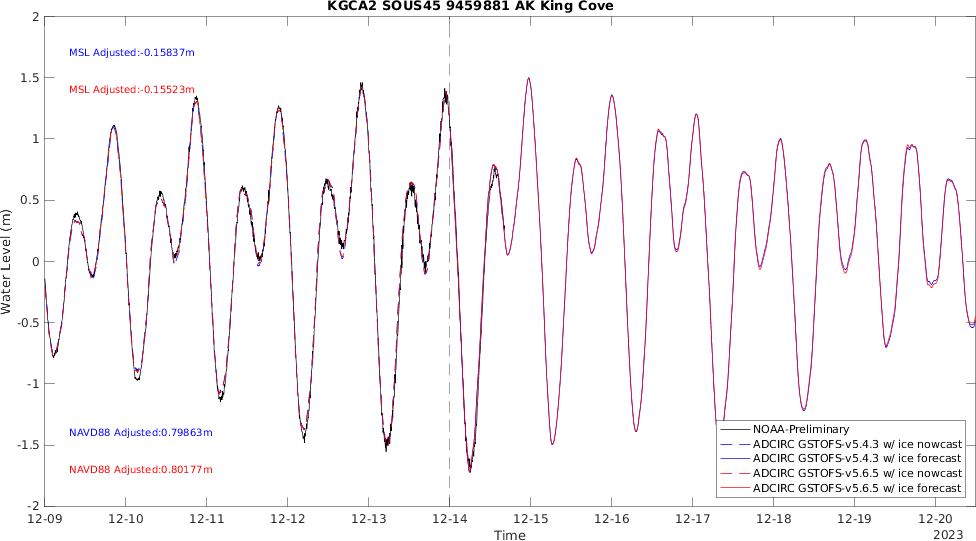 KGCA2 SOUS45 9459881 AK King Cove
2
1.5
1
0.5
0
-0.5
-1
-1.5
-2
Water Level (m)
MSL Adjusted:-0.15837m
MSL Adjusted:-0.15523m
NAVD88 Adjusted:0.79863m
NAVD88 Adjusted:0.80177m
NOAA-Preliminary
ADCIRC GSTOFS-v5.4.3 w/ ice nowcast
ADCIRC GSTOFS-v5.4.3 w/ ice forecast
ADCIRC GSTOFS-v5.6.5 w/ ice nowcast
ADCIRC GSTOFS-v5.6.5 w/ ice forecast
12-09 12-10 12-11 12-12 12-13 12-14 12-15 12-16 12-17 12-18 12-19 12-20
Time
2023